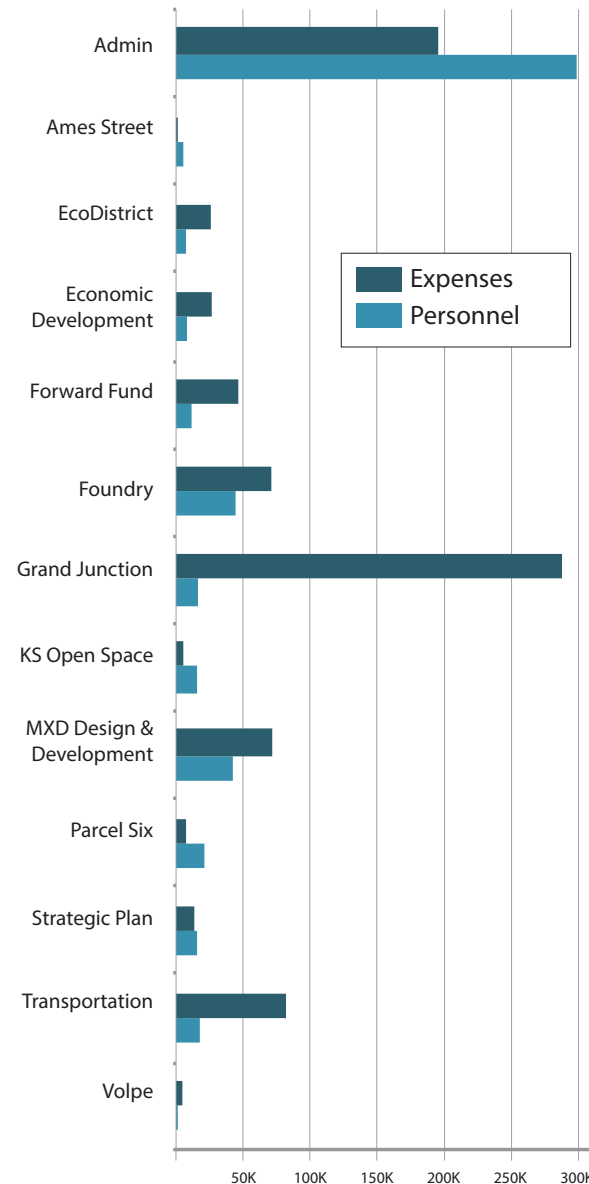 Admin
Ames Street
EcoDistrict
Economic
Development
Expenses
Personnel
Forward Fund
Foundry
Grand Junction
KS Open Space
MXD Design &
Development
Parcel Six
Strategic Plan
Transportation
Volpe
50K 100K 150K 200K 250K 300K